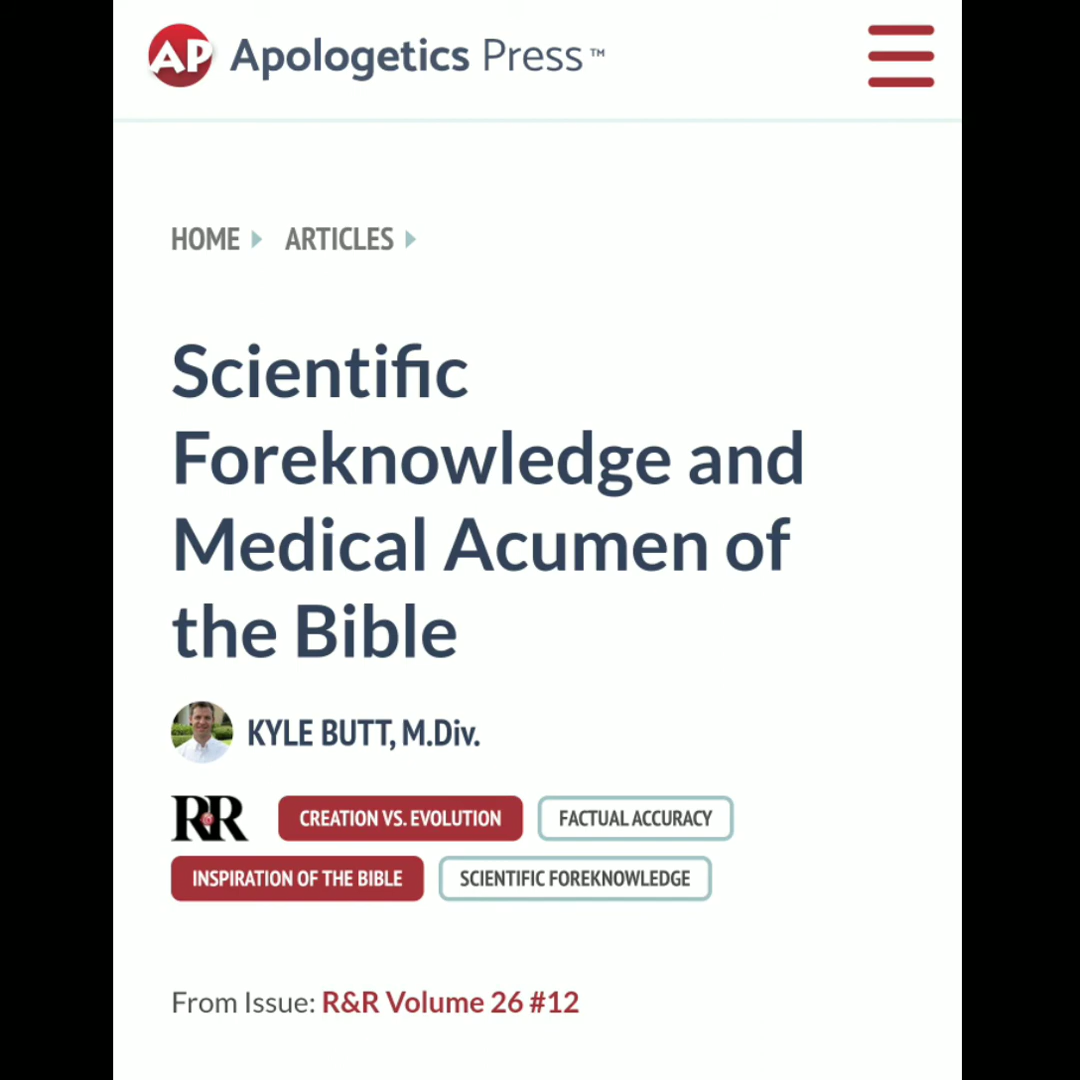 AP Apologetics Press™
HOME ARTICLES
Scientific
Foreknowledge and
Medical Acumen of
the Bible
KYLE BUTT, M.Div.
R&R CREATION VS. EVOLUTION FACTUAL ACCURACY
INSPIRATION OF THE BIBLE SCIENTIFIC FOREKNOWLEDGE
From Issue: R&R Volume 26 #12